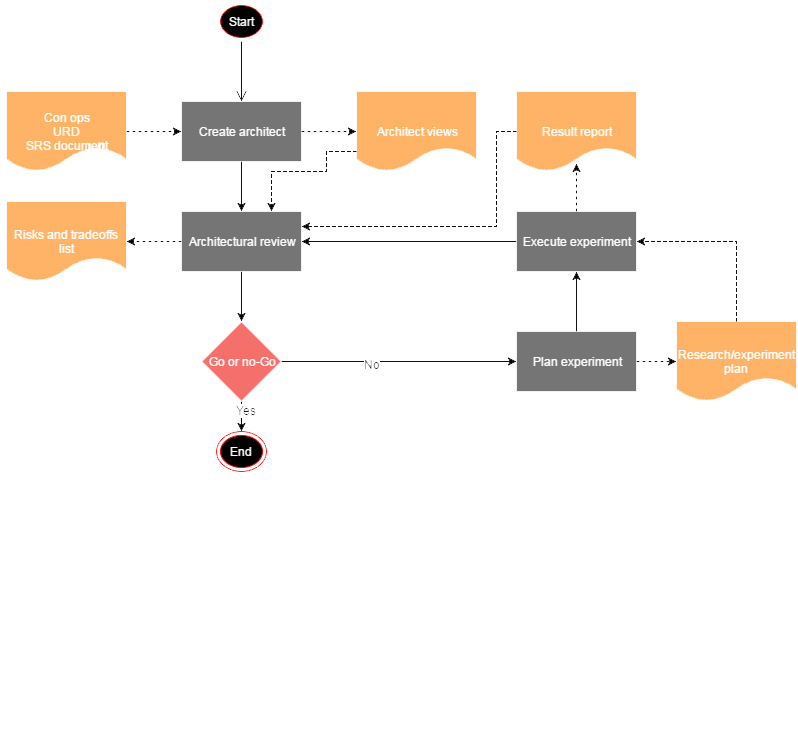 Start
Con ops
URD
SRS document
Create architect
Architect views
Result report
Risks and tradeoffs
list
Architectural review
Execute experiment
Go or no-Go
No
Plan experiment
Research/experiment
plan
Yes
End